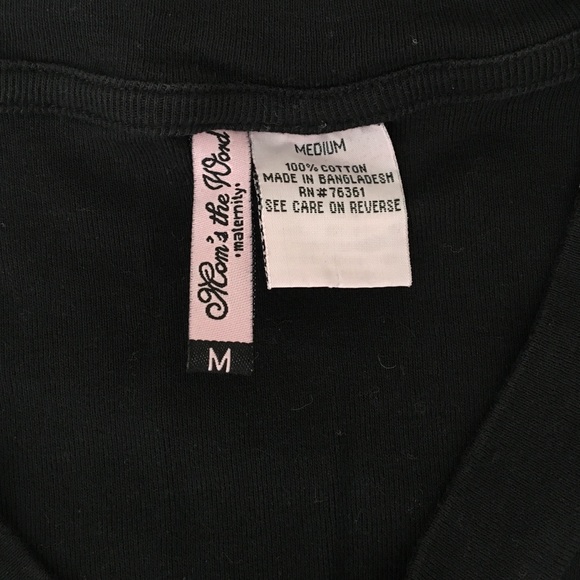 Mom's the Word
•maternity•
M
MEDIUM
100% COTTON
MADE IN BANGLADESH
RN#76361
SEE CARE ON REVERSE